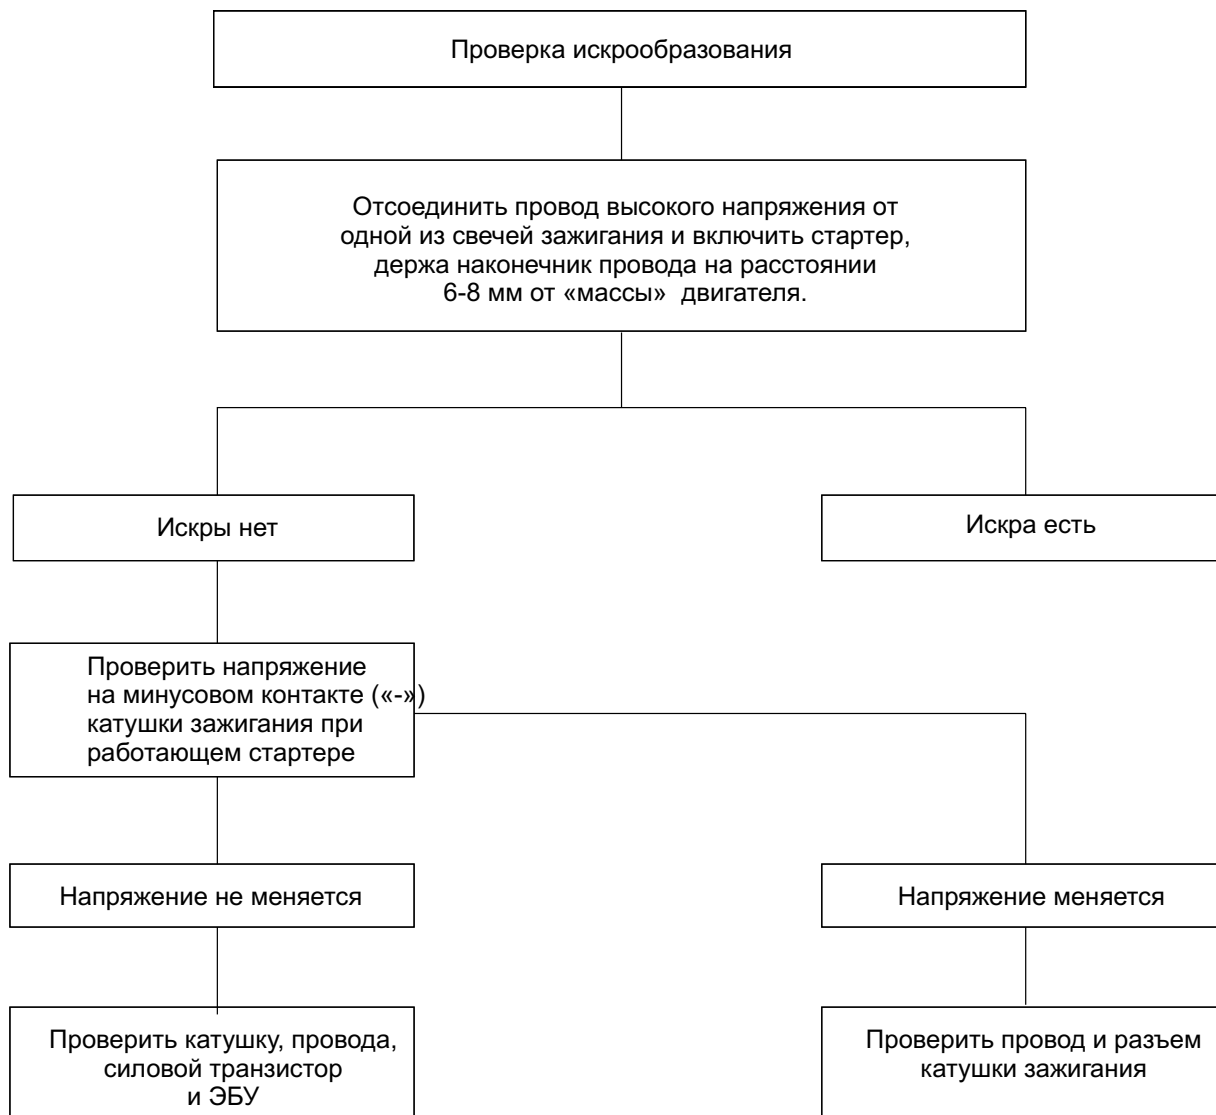 Проверка искрообразования
Отсоединить провод высокого напряжения от
одной из свечей зажигания и включить стартер,
держа наконечник провода на расстоянии
6-8 мм от «массы» двигателя.
Искры нет
Искра есть
Проверить напряжение
на минусовом контакте («-»)
катушки зажигания при
работающем стартере
Напряжение не меняется
Напряжение меняется
Проверить катушку, провода,
силовой транзистор
и ЭБУ
Проверить провод и разъем
катушки зажигания